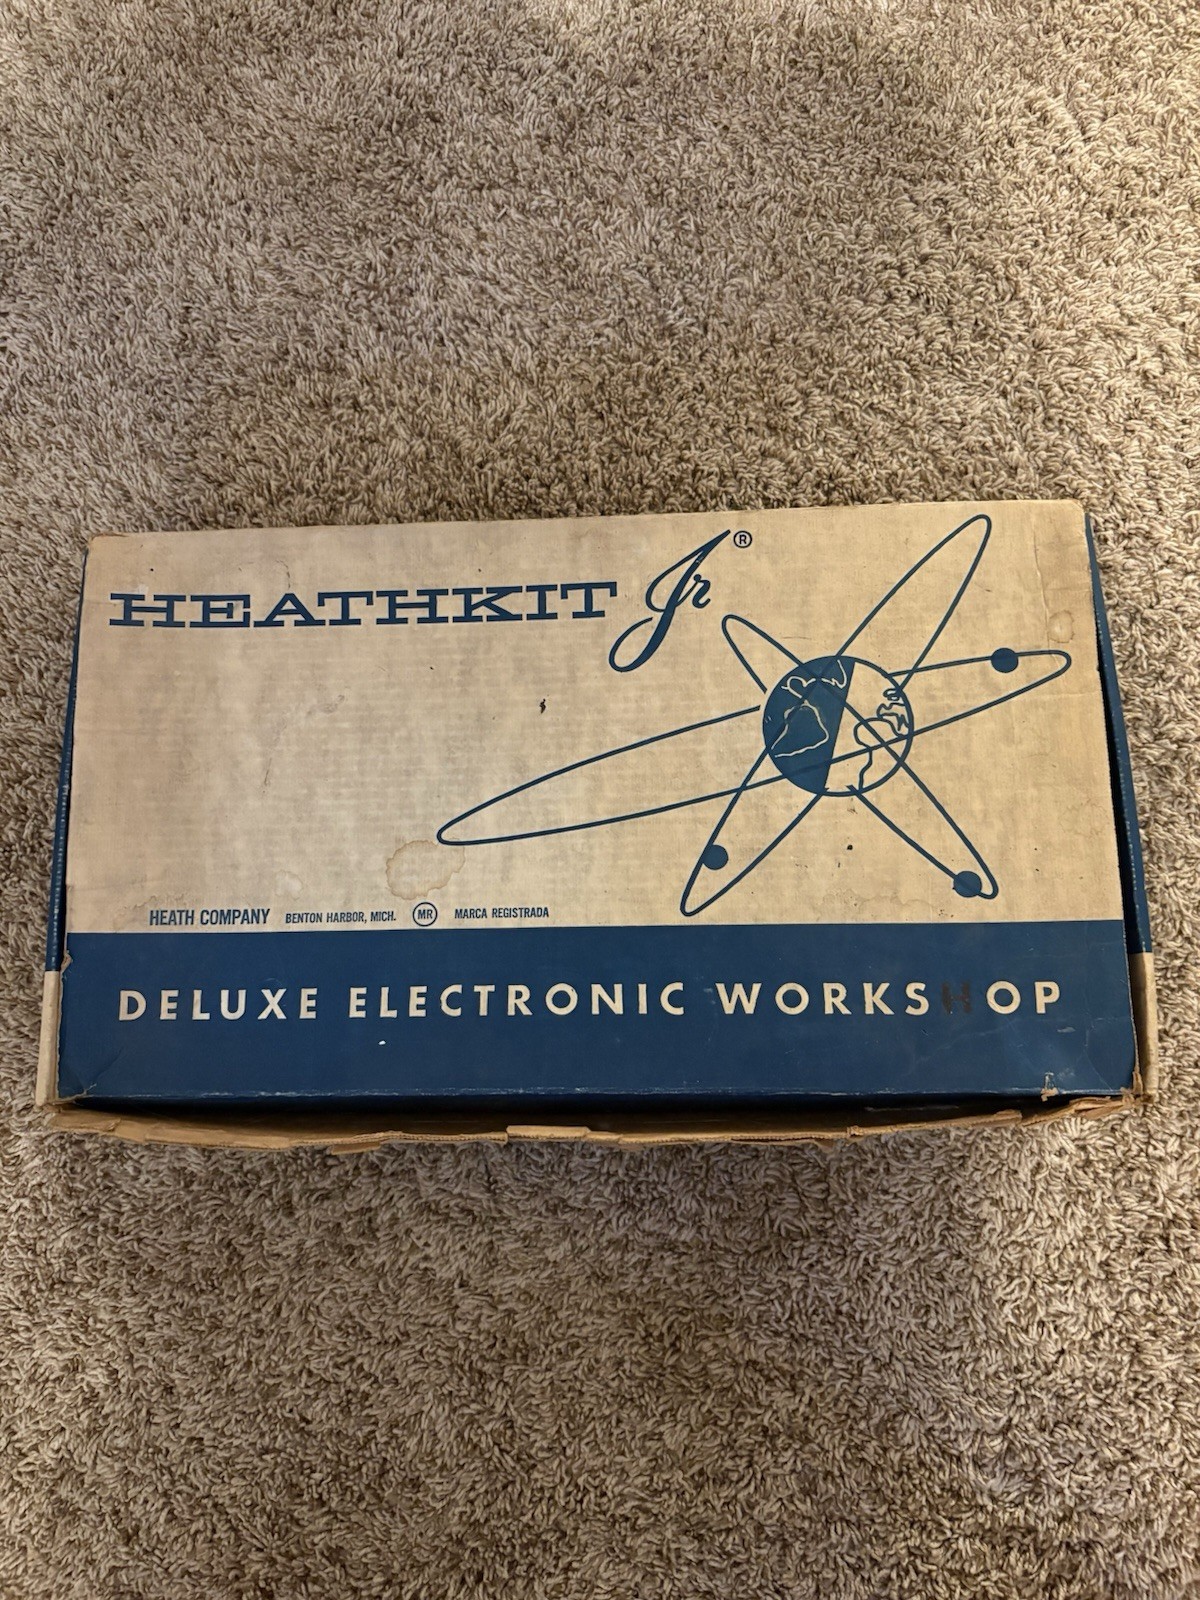 HEATHKIT Jr ®
HEATH COMPANY BENTON HARBOR, MICH. MR MARCA REGISTRADA
DELUXE ELECTRONIC WORKSHOP